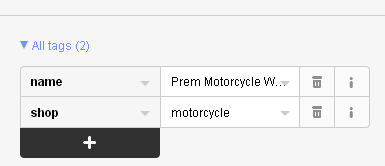 All tags (2)
name Prem Motorcycle W...
shop motorcycle